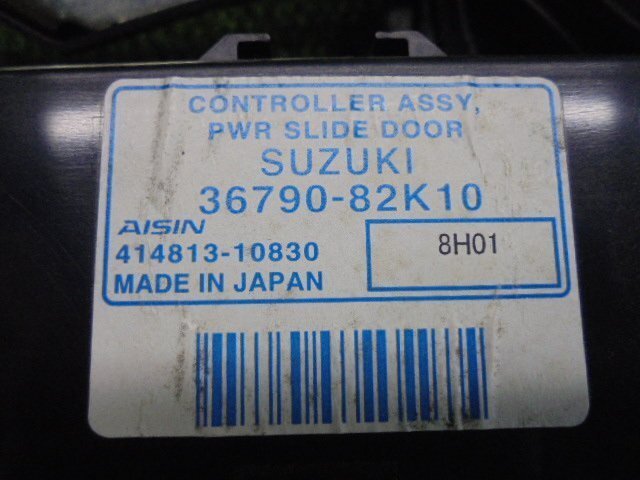 CONTROLLER ASSY,
PWR SLIDE DOOR
SUZUKI
36790-82K10
AISIN
414813-10830
8H01
MADE IN JAPAN